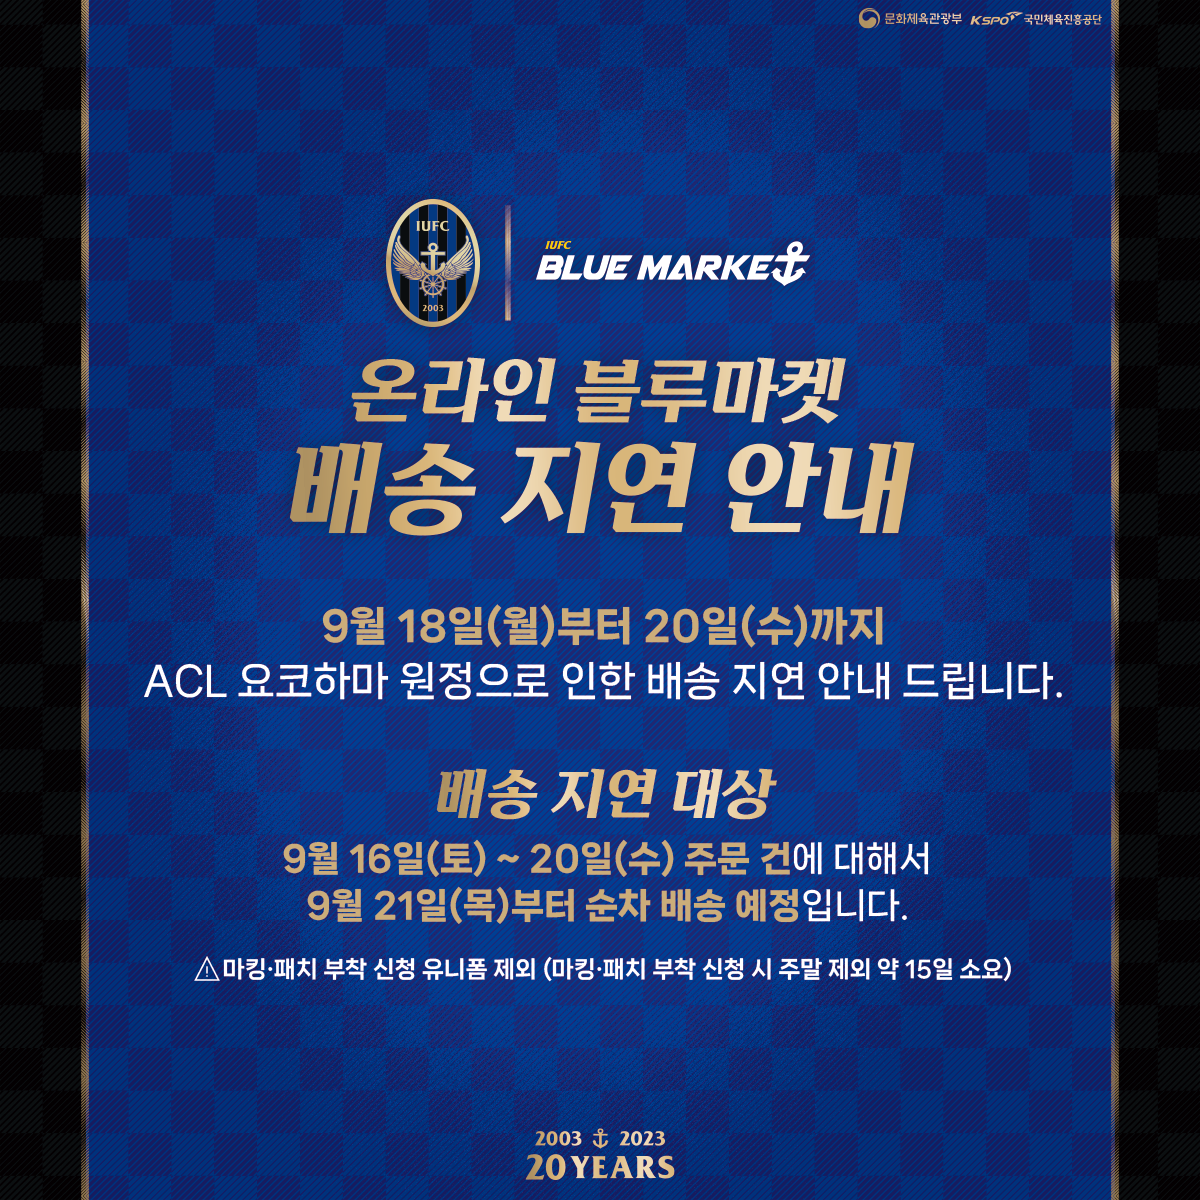 문화체육관광부 KSPO 국민체육진흥공단
IUFC
2003
IUFC
BLUE MARKET
온라인 블루마켓
배송 지연 안내
9월 18일(월)부터 20일(수)까지
ACL 요코하마 원정으로 인한 배송 지연 안내 드립니다.
배송 지연 대상
9월 16일(토) ~ 20일(수) 주문 건에 대해서
9월 21일(목)부터 순차 배송 예정입니다.
⚠마킹·패치 부착 신청 유니폼 제외 (마킹·패치 부착 신청 시 주말 제외 약 15일 소요)
2003 2023
20 YEARS